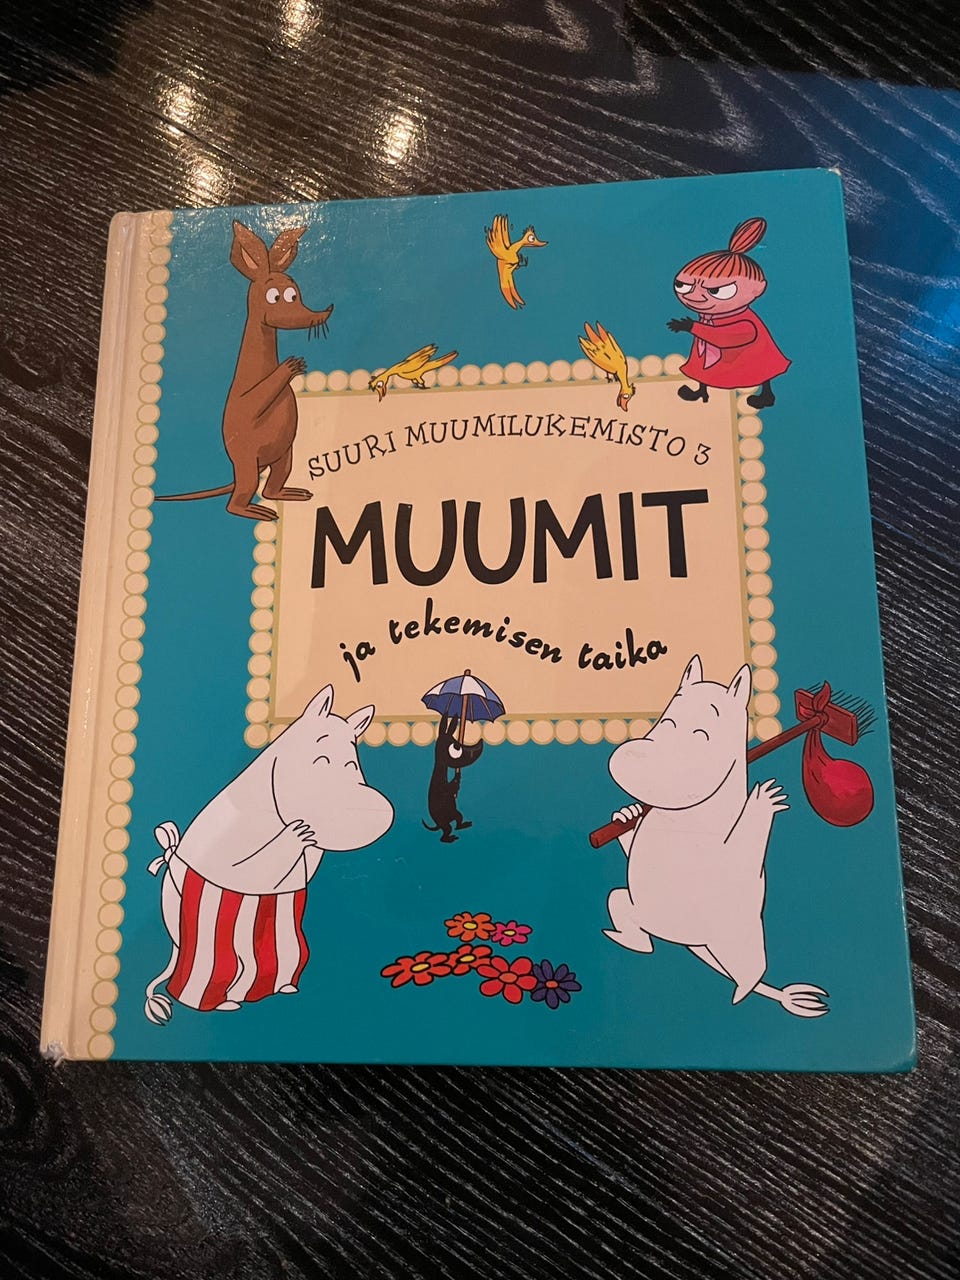 SUURI MUUMILUKEMISTO 3
MUUMIT
ja tekemisen taika